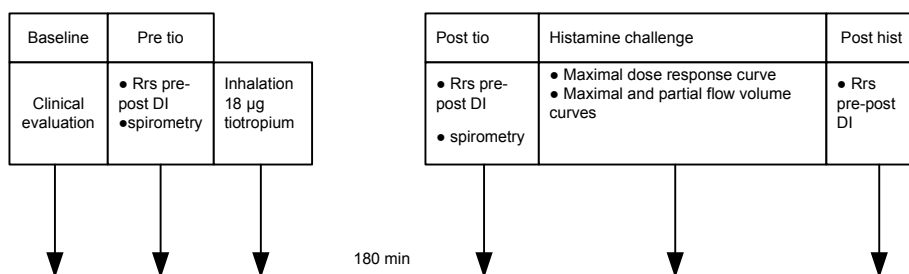 Baseline
Pre tio
Clinical
evaluation
● Rrs pre-
post DI
●spirometry
Inhalation
18 µg
tiotropium
180 min
Post tio
Histamine challenge
Post hist
● Rrs
pre-post
DI
● spirometry
● Maximal dose response curve
● Maximal and partial flow volume
curves
● Rrs
pre-post
DI